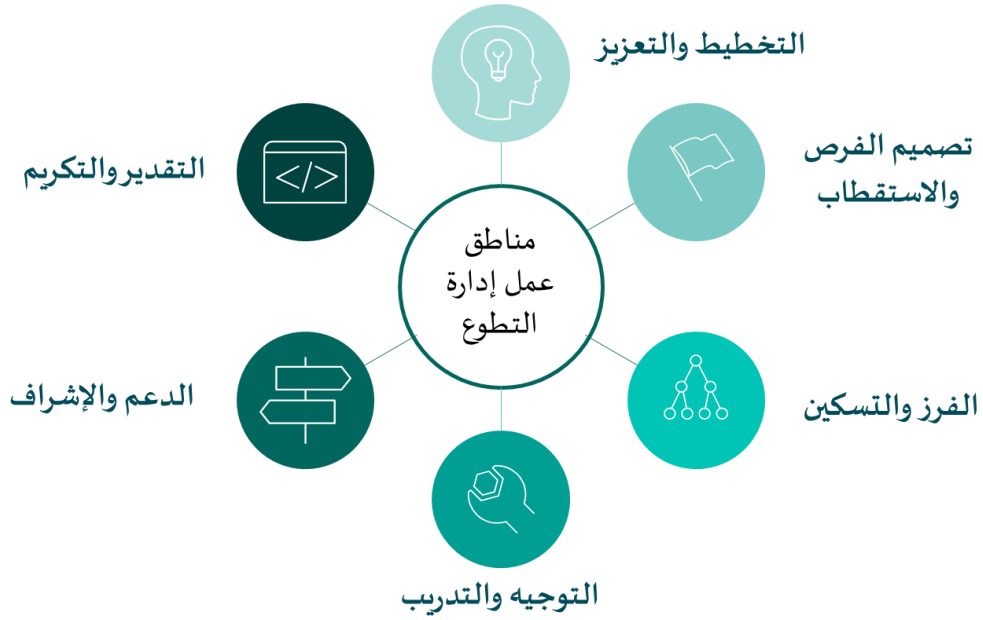 مناطق
عمل إدارة
التطوع
التخطيط والتعزيز
تصميم الفرص
والاستقطاب
الفرز والتسكين
التوجيه والتدريب
الدعم والإشراف
التقدير والتكريم